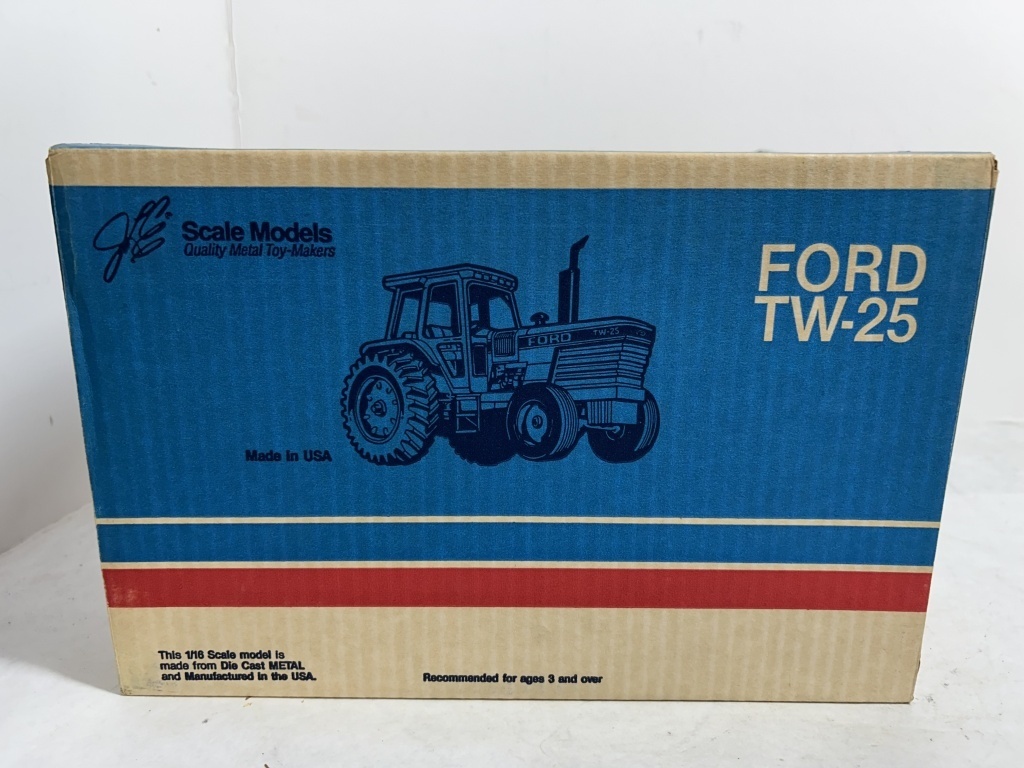 Scale Models
Quality Metal Toy-Makers
FORD
TW-25
FORD
TW-25
Made in USA
This 1/16 Scale model is
made from Die Cast METAL
and Manufactured in the USA.
Recommended for ages 3 and over